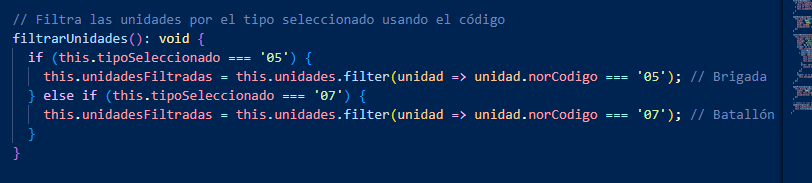 // Filtra las unidades por el tipo seleccionado usando el código
filtrarUnidades(): void {
if (this.tipoSeleccionado === '05') {
this.unidadesFiltradas = this.unidades.filter(unidad => unidad.norCodigo === '05'); // Brigada
} else if (this.tipoSeleccionado === '07') {
this.unidadesFiltradas = this.unidades.filter(unidad => unidad.norCodigo === '07'); // Batallón
}
}